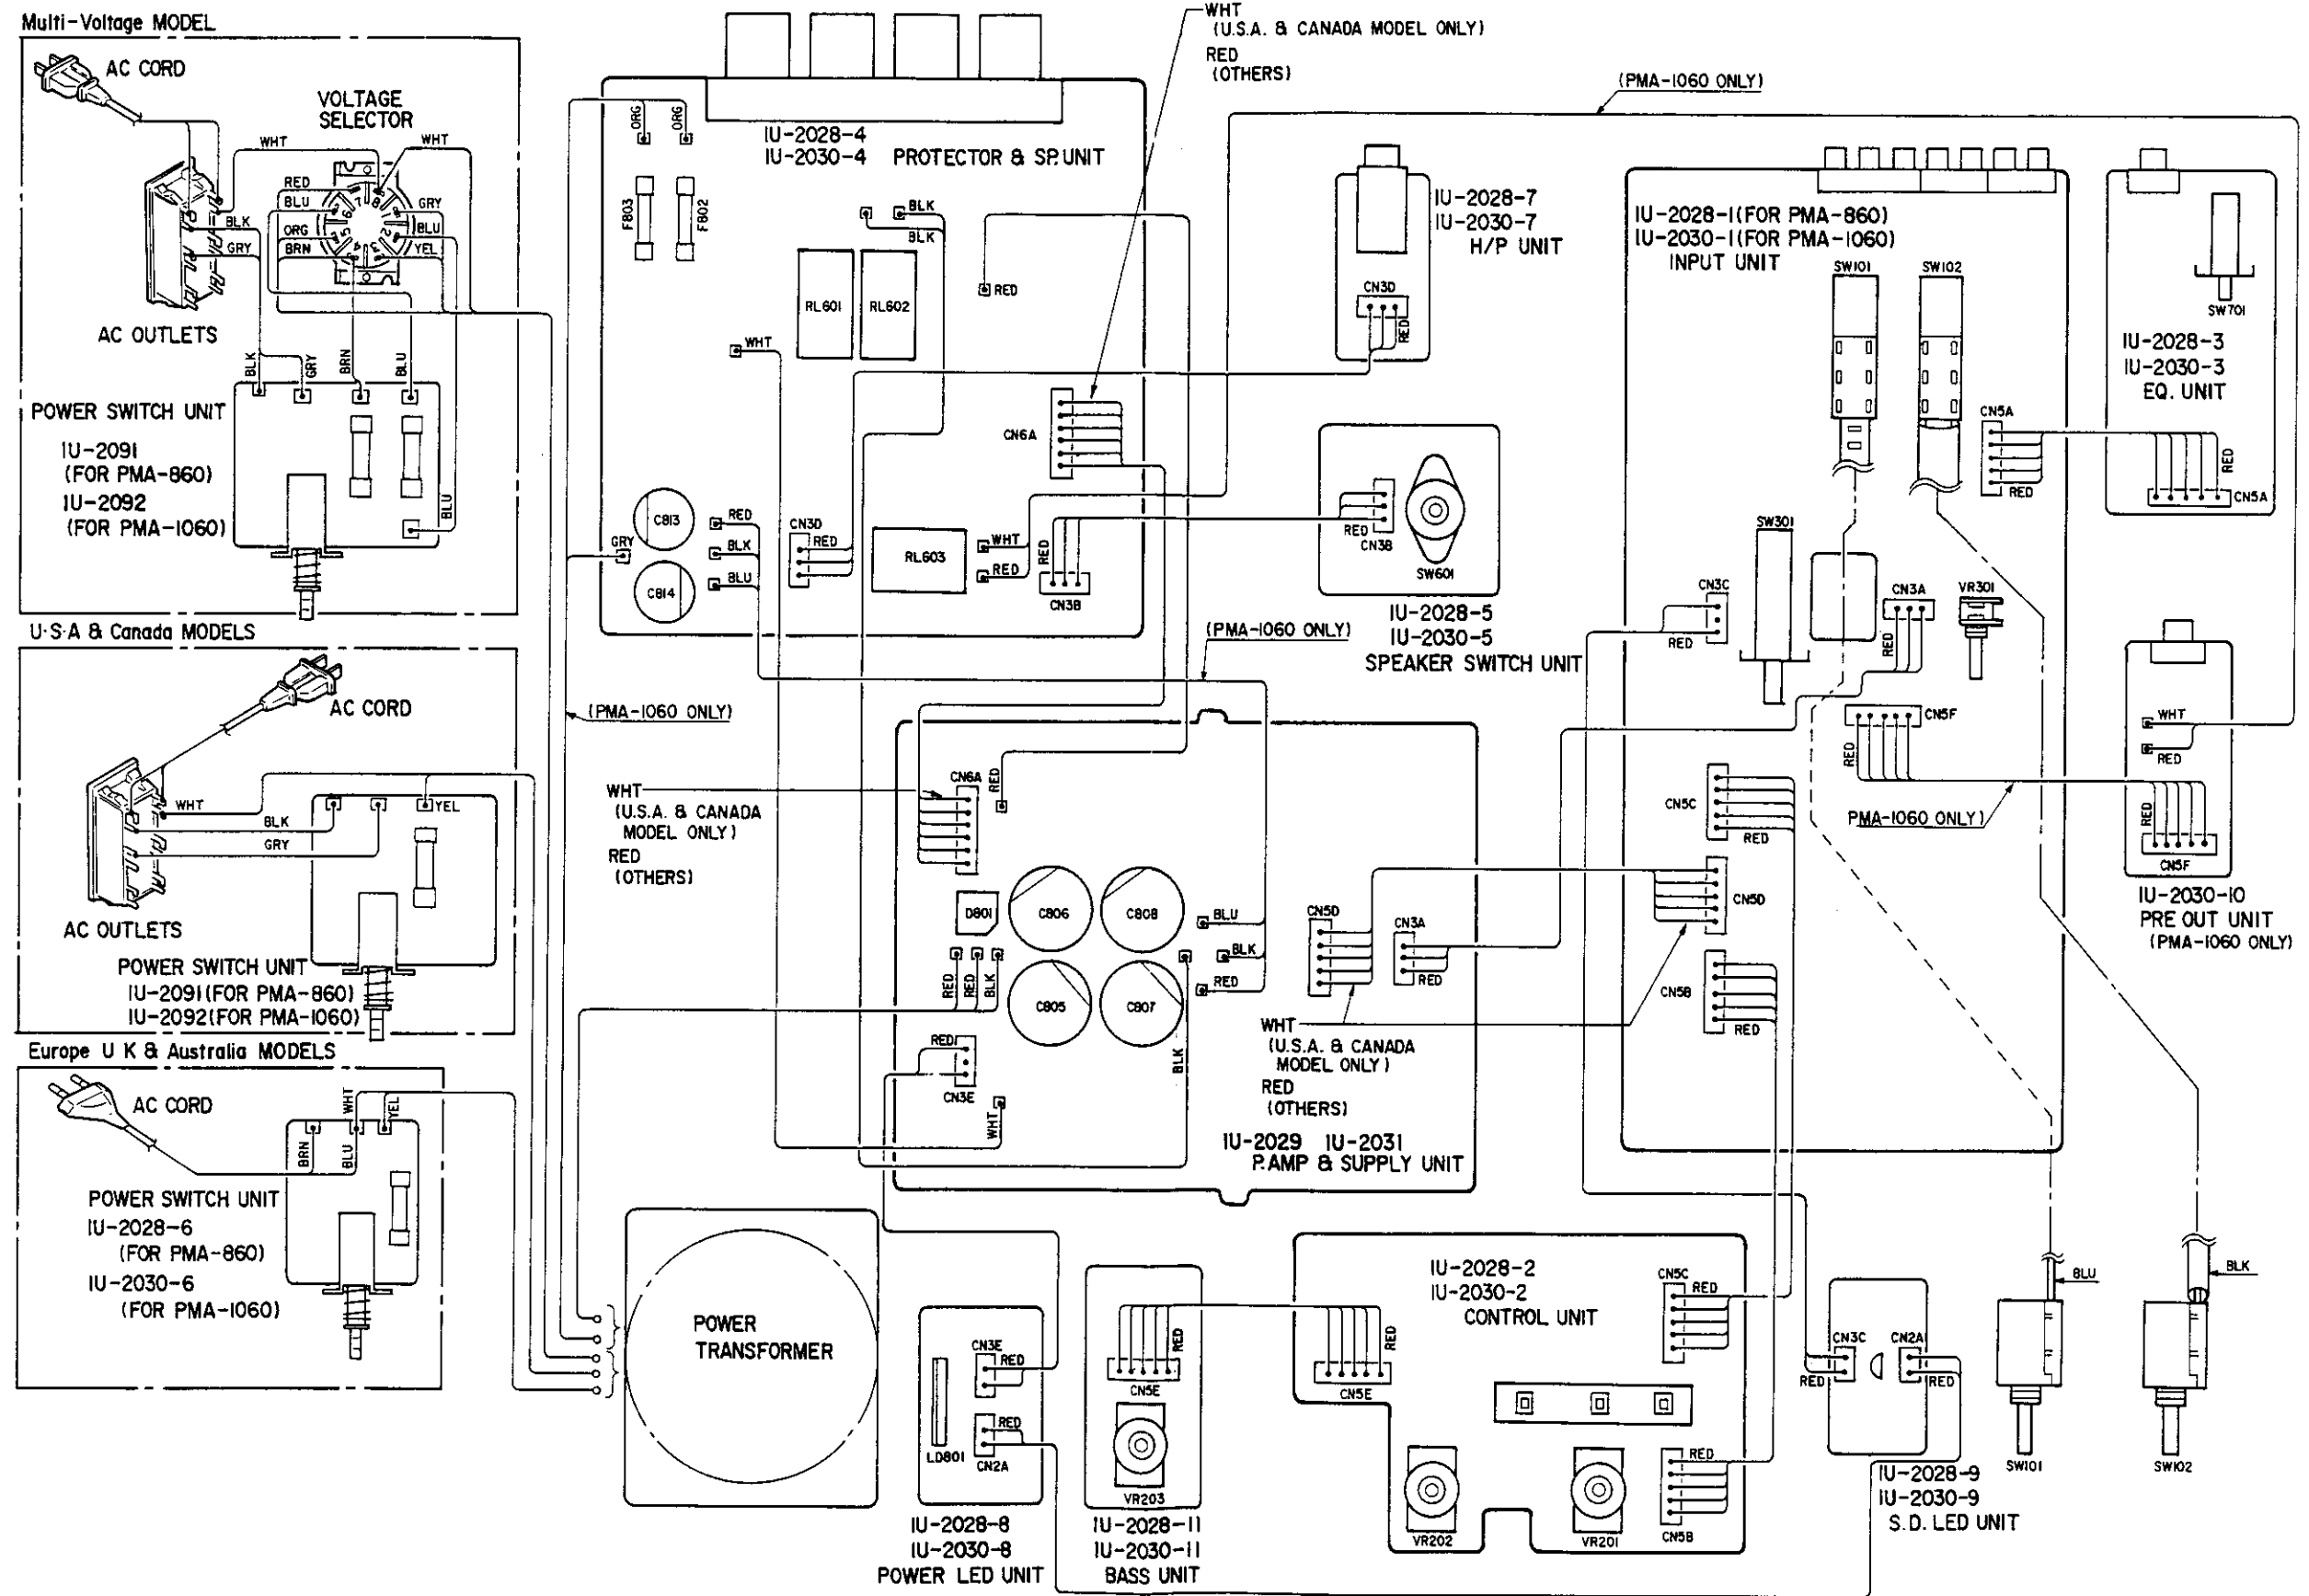 Multi-Voltage MODEL
AC CORD
VOLTAGE
SELECTOR
WHT
WHT
RED
BLU
BLK
ORG
GRY
BRN
GRY
BLU
YEL
7
8
6
1
5
2
4
3
AC OUTLETS
BLK
GRY
BRN
BLU
POWER SWITCH UNIT
IU-2091
(FOR PMA-860)
IU-2092
(FOR PMA-1060)
BLU
U·S·A & Canada MODELS
AC CORD
WHT
YEL
BLK
GRY
AC OUTLETS
POWER SWITCH UNIT
IU-2091(FOR PMA-860)
IU-2092(FOR PMA-1060)
Europe U K & Australia MODELS
AC CORD
WHT
YEL
BRN
BLU
POWER SWITCH UNIT
IU-2028-6
(FOR PMA-860)
IU-2030-6
(FOR PMA-1060)
ORG
ORG
IU-2028-4
IU-2030-4 PROTECTOR & SP.UNIT
F803
F802
BLK
BLK
RL601
RL602
RED
WHT
CN6A
C813
C814
GRY
RED
BLK
BLU
CN3D
RED
RL603
WHT
RED
RED
CN3B
WHT
(U.S.A. & CANADA MODEL ONLY)
RED
(OTHERS)
(PMA-1060 ONLY)
IU-2028-7
IU-2030-7
H/P UNIT
CN3D
RED
RED
CN3B
SW601
IU-2028-5
IU-2030-5
SPEAKER SWITCH UNIT
(PMA-1060 ONLY)
(PMA-1060 ONLY)
IU-2028-1(FOR PMA-860)
IU-2030-1(FOR PMA-1060)
INPUT UNIT
SW101
SW102
CN5A
RED
SW301
CN3C
RED
CN3A
RED
VR301
CN5F
RED
CN5C
RED
CN5D
CN5B
RED
PMA-1060 ONLY)
SW701
IU-2028-3
IU-2030-3
EQ. UNIT
RED
CN5A
WHT
RED
RED
CN5F
IU-2030-10
PRE OUT UNIT
(PMA-1060 ONLY)
WHT
(U.S.A. & CANADA
MODEL ONLY)
RED
(OTHERS)
CN6A
RED
D801
C806
C808
C805
C807
RED
RED
BLK
BLU
BLK
RED
BLK
CN5D
CN3A
RED
RED
CN3E
WHT
WHT
(U.S.A. & CANADA
MODEL ONLY)
RED
(OTHERS)
IU-2029 IU-2031
P.AMP & SUPPLY UNIT
POWER
TRANSFORMER
CN3E
RED
RED
LD801
CN2A
IU-2028-8
IU-2030-8
POWER LED UNIT
RED
CN5E
VR203
IU-2028-11
IU-2030-11
BASS UNIT
IU-2028-2
IU-2030-2
CONTROL UNIT
RED
CN5E
CN5C
RED
VR202
VR201
RED
CN5B
CN3C
RED
CN2A
RED
IU-2028-9
IU-2030-9
S.D. LED UNIT
BLU
SW101
BLK
SW102